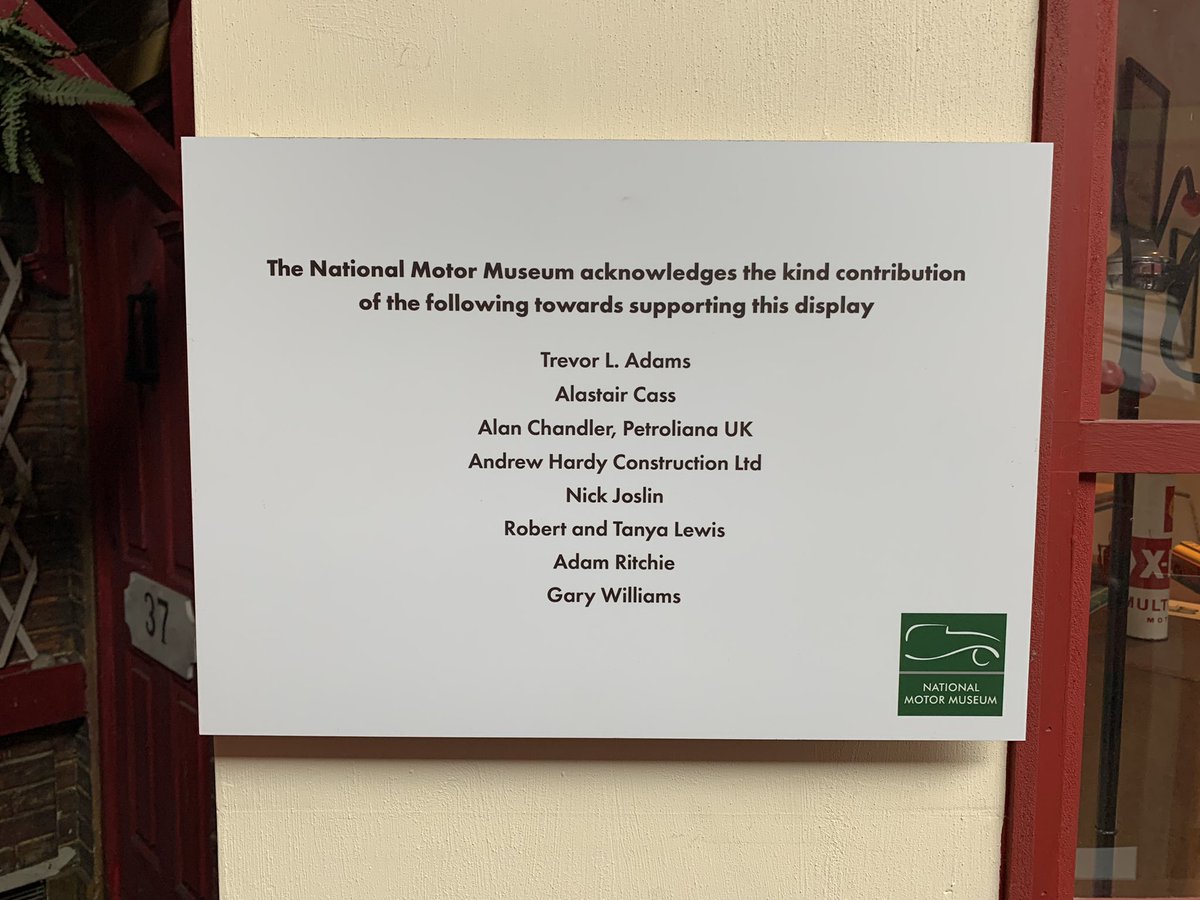 The National Motor Museum acknowledges the kind contribution
of the following towards supporting this display
Trevor L. Adams
Alastair Cass
Alan Chandler, Petroliana UK
Andrew Hardy Construction Ltd
Nick Joslin
Robert and Tanya Lewis
Adam Ritchie
Gary Williams
NATIONAL
MOTOR MUSEUM
37